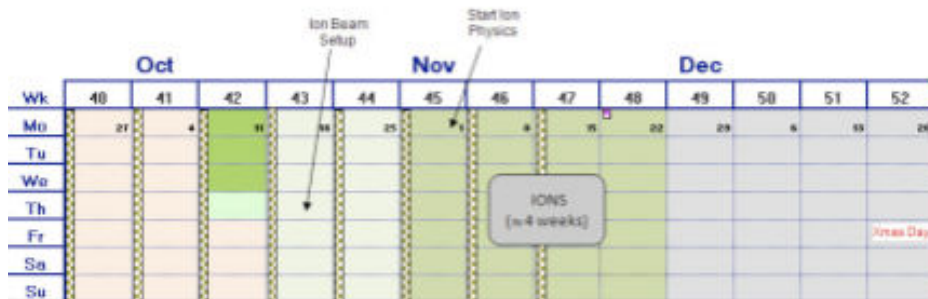 Ion Beam
Setup
Start Ion
Physics
Oct Nov Dec
Wk 40 41 42 43 44 45 46 47 48 49 50 51 52
Mo 27 4 11 18 25 1 8 15 22 29 6 13 20
Tu
We
Th
IONS
(≈4 weeks)
Fr Xmas Day
Sa
Su